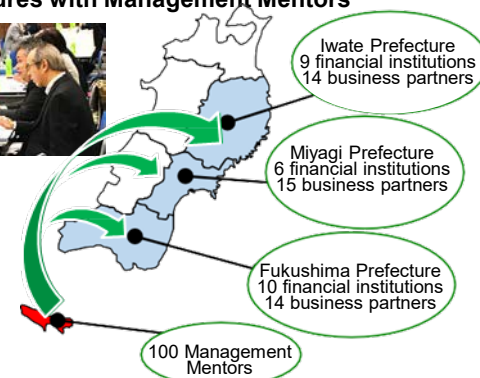 ures with Management Mentors
Iwate Prefecture
9 financial institutions
14 business partners
Miyagi Prefecture
6 financial institutions
15 business partners
Fukushima Prefecture
10 financial institutions
14 business partners
100 Management
Mentors